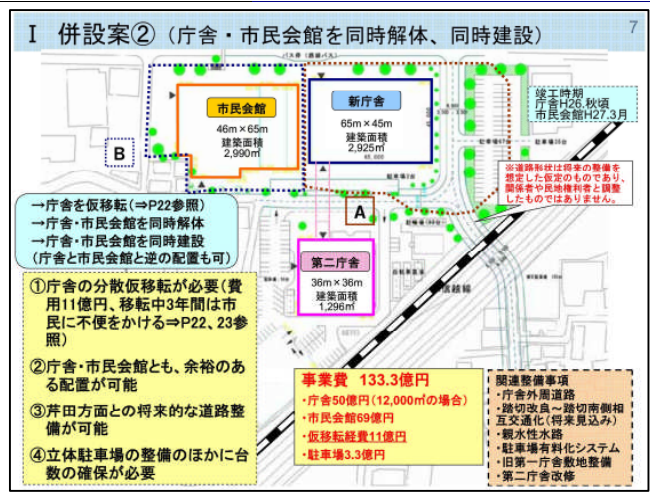 Ⅰ 併設案②（庁舎・市民会館を同時解体、同時建設）
7
市民会館
46m×65m
建築面積
2,990㎡
新庁舎
65m×45m
建築面積
2,925㎡
竣工時期
庁舎H26.秋頃
市民会館H27.3月
B
A
※道路形状は将来の整備を
想定した仮定のものであり、
関係者や民地権利者と調整
したものではありません。
→庁舎を仮移転（⇒P22参照）
→庁舎・市民会館を同時解体
→庁舎・市民会館を同時建設
（庁舎と市民会館と逆の配置も可）
第二庁舎
36m×36m
建築面積
1,296㎡
信越線
①庁舎の分散仮移転が必要（費
用11億円、移転中3年間は市
民に不便をかける⇒P22、23参
照）
②庁舎・市民会館とも、余裕のあ
る配置が可能
③芹田方面との将来的な道路整
備が可能
④立体駐車場の整備のほかに台
数の確保が必要
事業費 133.3億円
・庁舎50億円（12,000㎡の場合）
・市民会館69億円
・仮移転経費11億円
・駐車場3.3億円
関連整備事項
・庁舎外周道路
・踏切改良～踏切南側相
互交通化（将来見込み）
・親水性水路
・駐車場有料化システム
・旧第一庁舎敷地整備
・第二庁舎改修